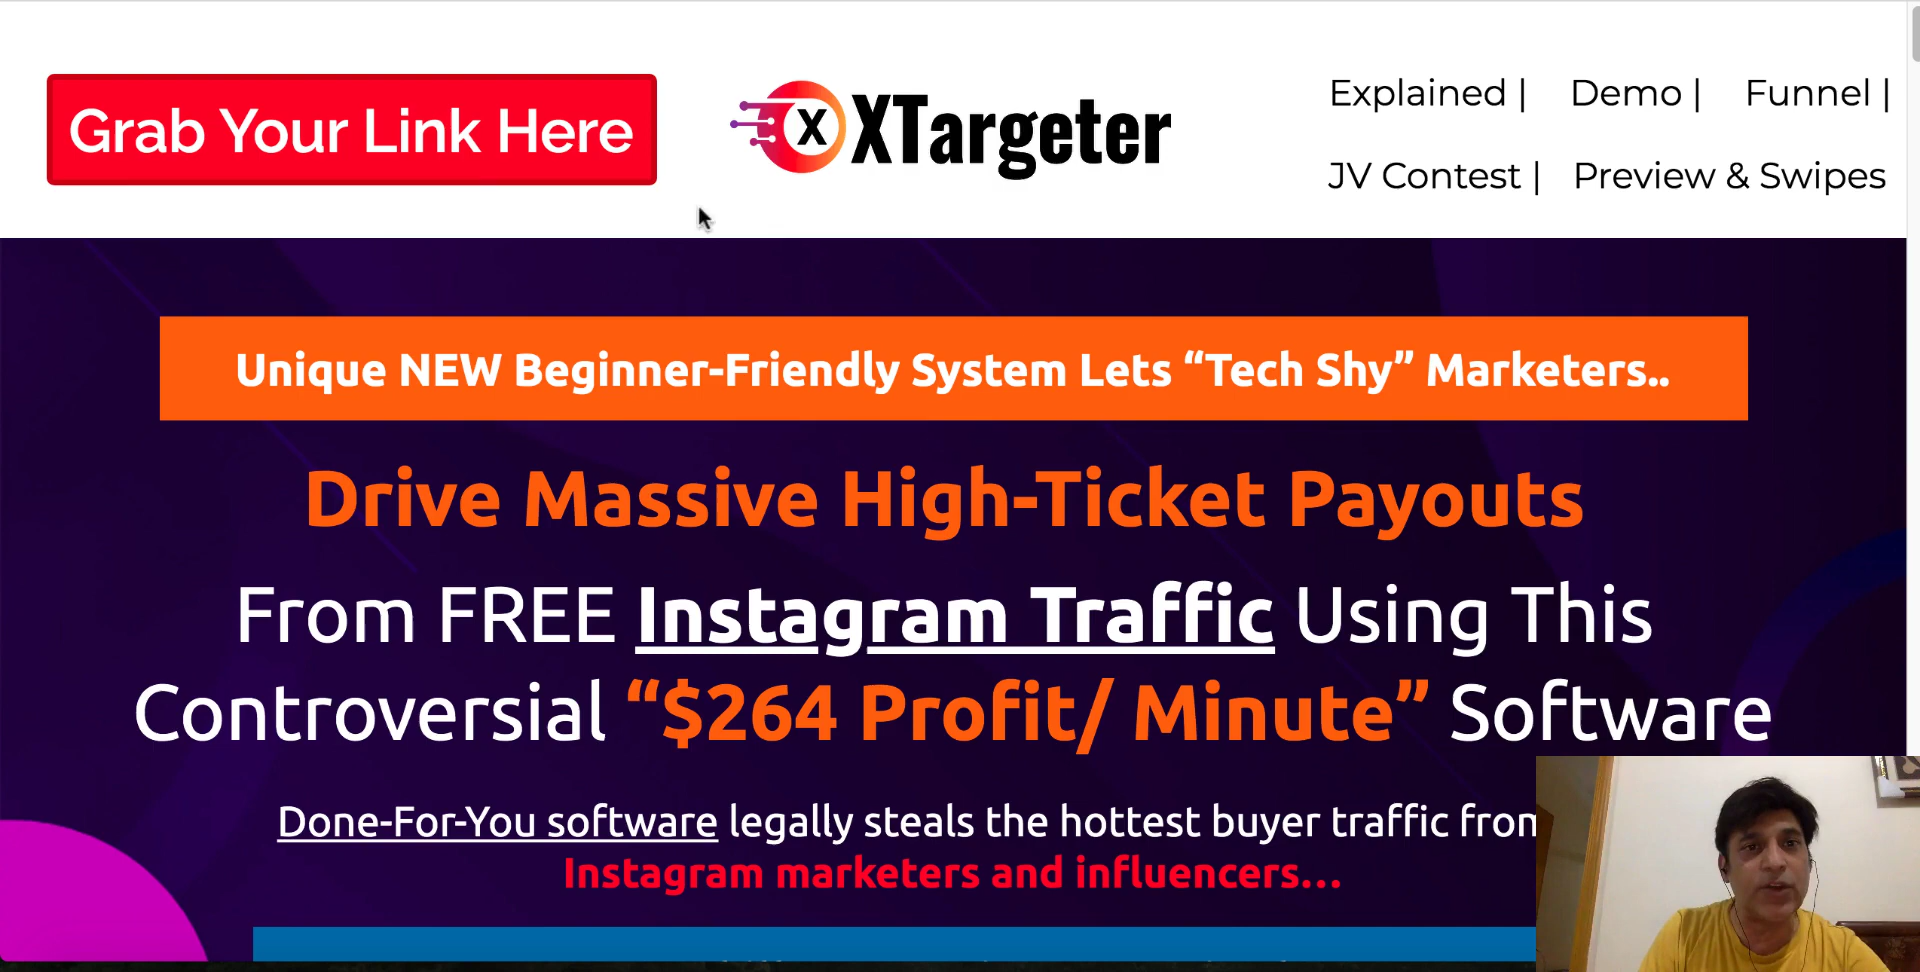 Grab Your Link Here
X XTargeter
Explained | Demo | Funnel |
JV Contest | Preview & Swipes
Unique NEW Beginner-Friendly System Lets “Tech Shy” Marketers..
Drive Massive High-Ticket Payouts
From FREE Instagram Traffic Using This
Controversial “$264 Profit/ Minute” Software
Done-For-You software legally steals the hottest buyer traffic from
Instagram marketers and influencers...